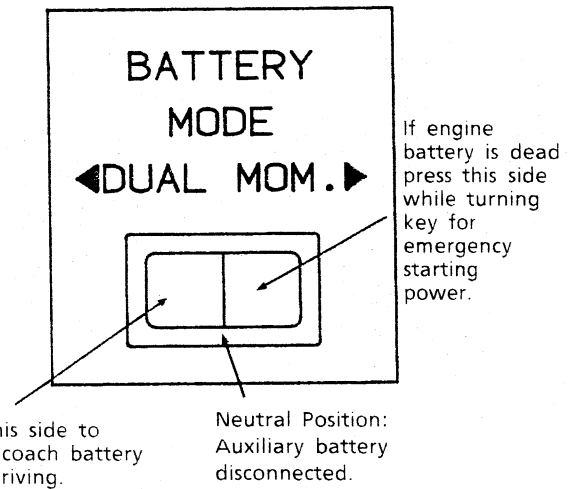 BATTERY
MODE
◀DUAL MOM.▶
If engine
battery is dead
press this side
while turning
key for
emergency
starting
power.
his side to
coach battery
riving.
Neutral Position:
Auxiliary battery
disconnected.